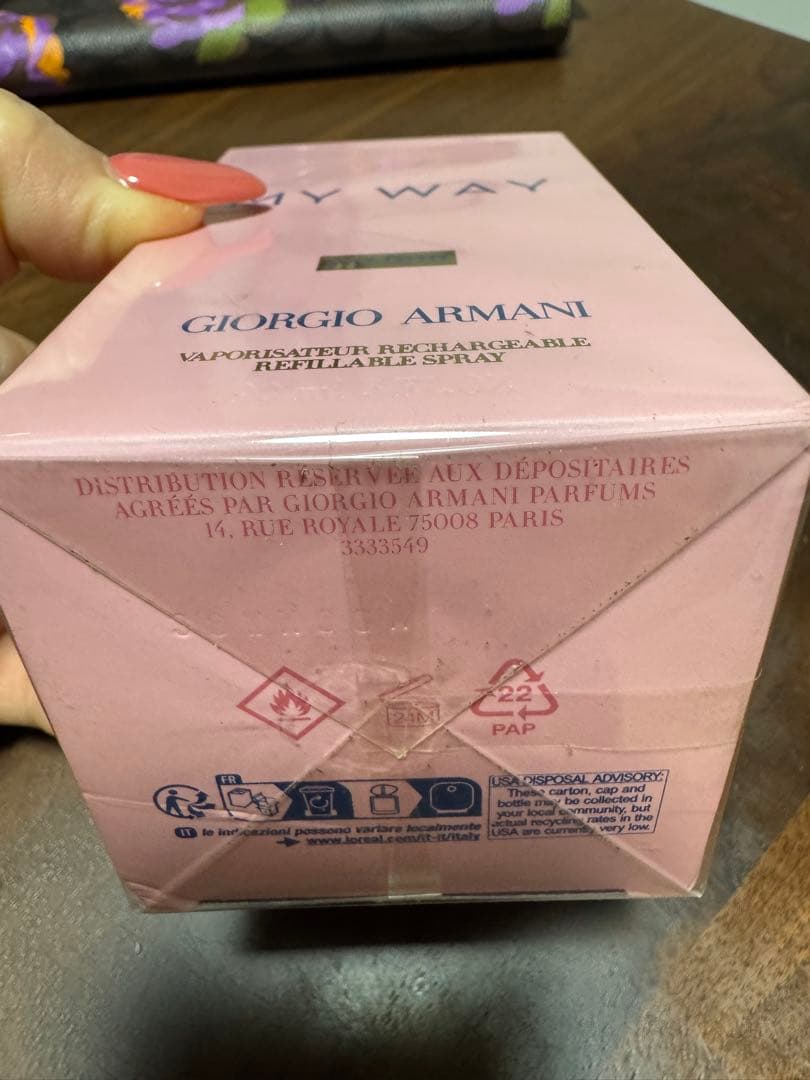 MY WAY
GIORGIO ARMANI
VAPORISATEUR RECHARGEABLE
REFILLABLE SPRAY
DISTRIBUTION RÉSERVÉE AUX DÉPOSITAIRES
AGRÉÉS PAR GIORGIO ARMANI PARFUMS
14, RUE ROYALE 75008 PARIS
3333549
24M
22
PAP
FR
IT le indicazioni possono variare localmente
www.loreal.com/it-it/italy
USA DISPOSAL ADVISORY:
These carton, cap and
bottle may be collected in
your local community, but
actual recycling rates in the
USA are currently very low.